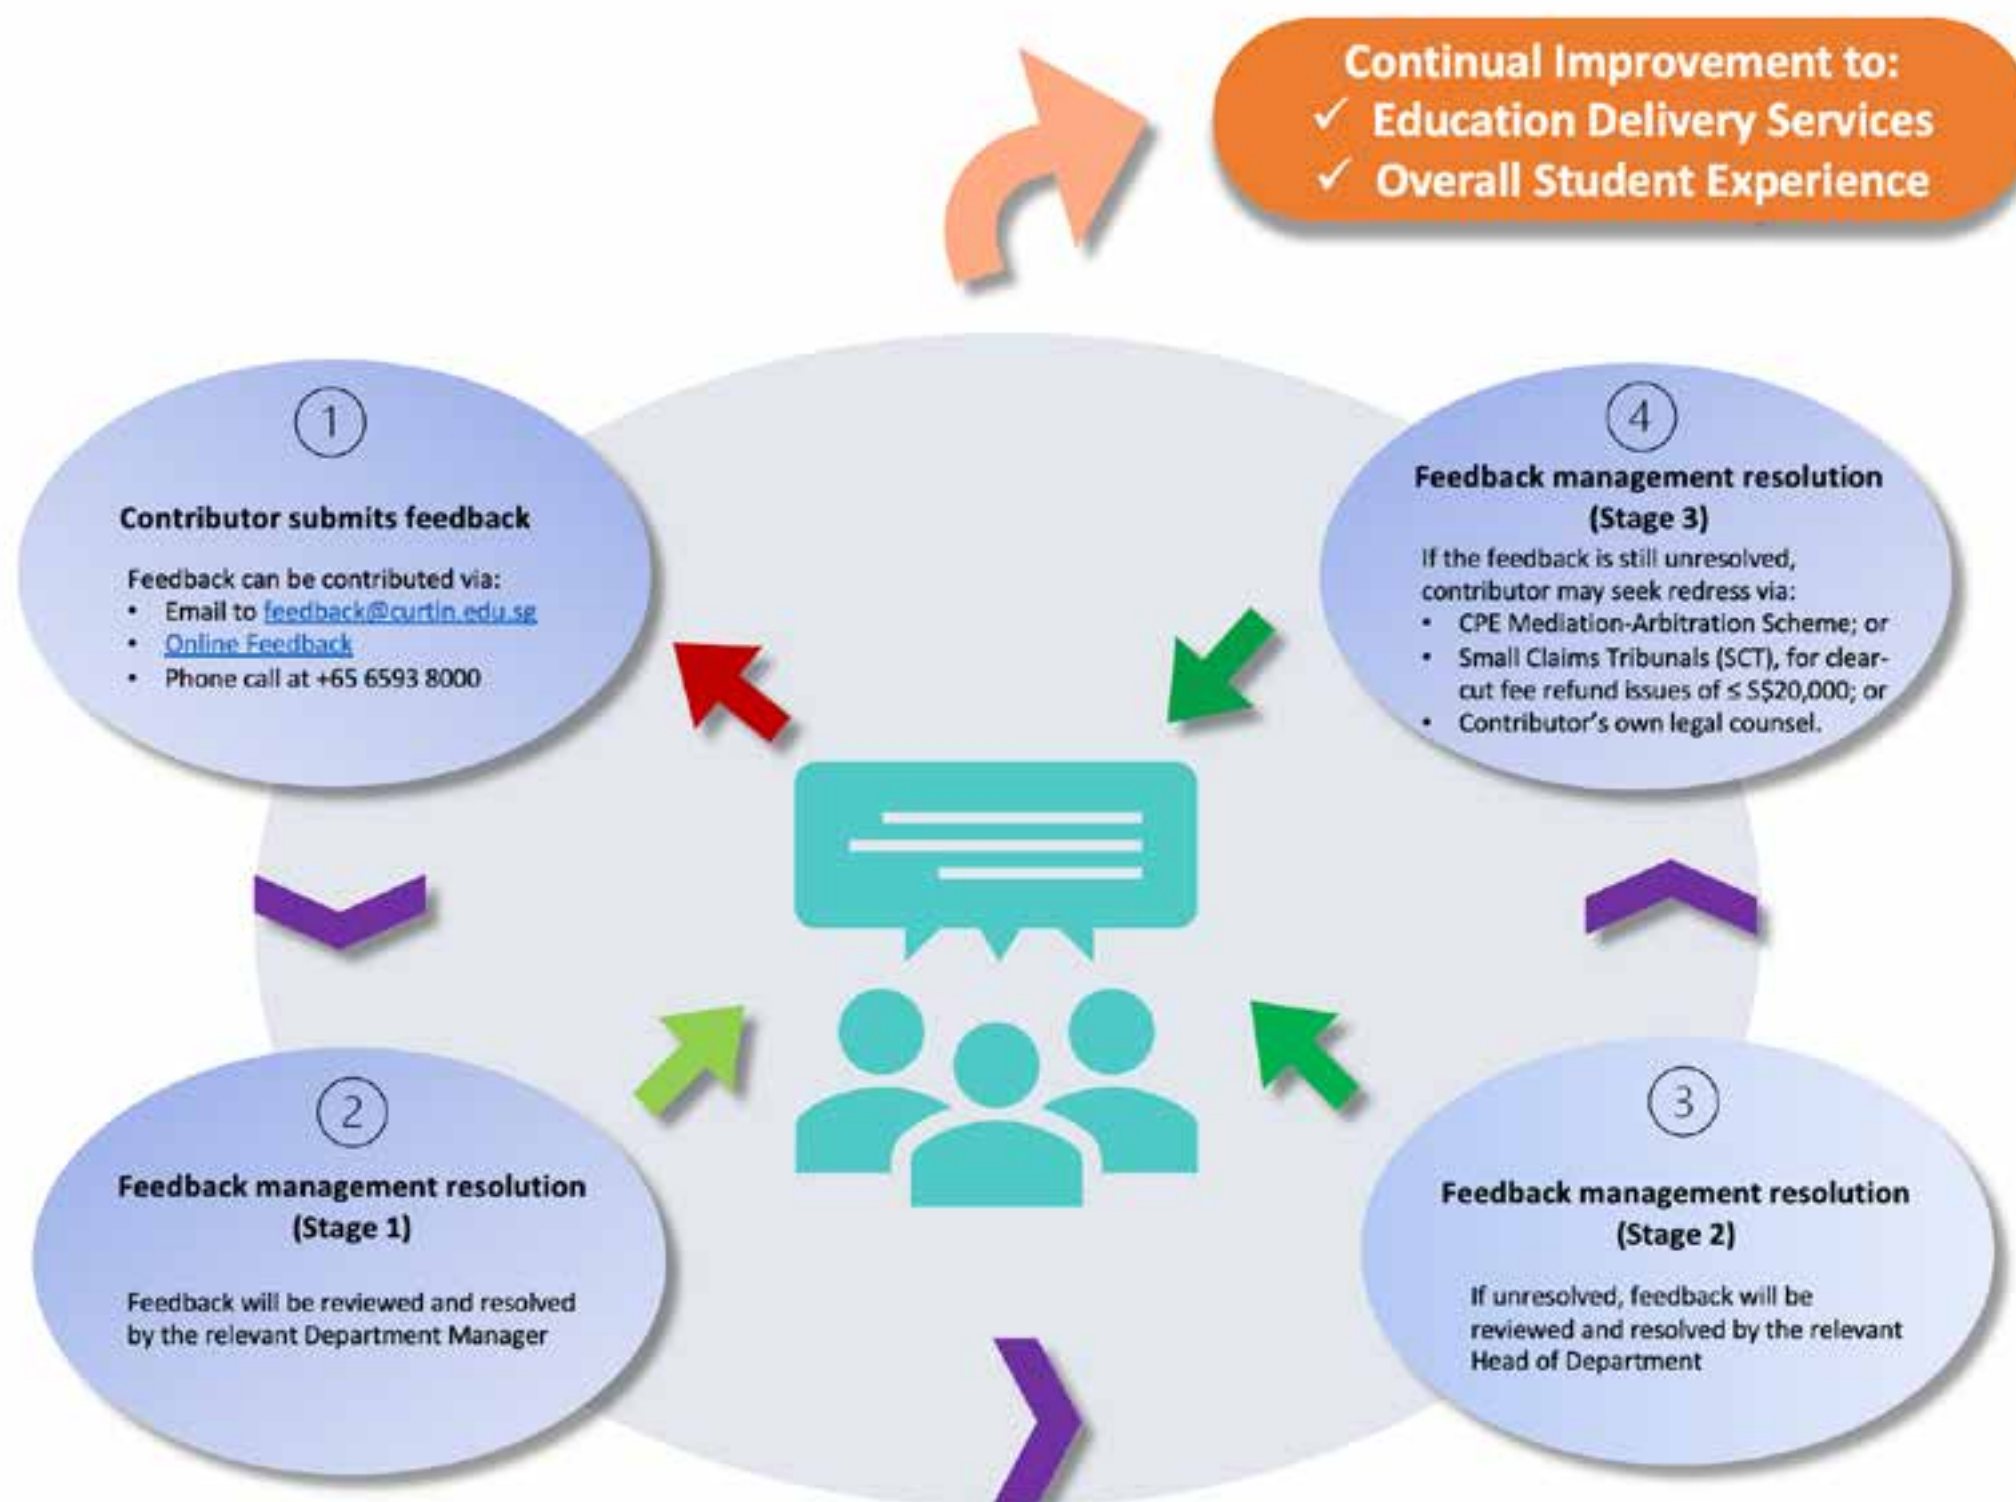 Continual Improvement to:
✓ Education Delivery Services
✓ Overall Student Experience
1
Contributor submits feedback
Feedback can be contributed via:
• Email to feedback@curtin.edu.sg
• Online Feedback
• Phone call at +65 6593 8000
2
Feedback management resolution
(Stage 1)
Feedback will be reviewed and resolved
by the relevant Department Manager
3
Feedback management resolution
(Stage 2)
If unresolved, feedback will be
reviewed and resolved by the relevant
Head of Department
4
Feedback management resolution
(Stage 3)
If the feedback is still unresolved,
contributor may seek redress via:
• CPE Mediation-Arbitration Scheme; or
• Small Claims Tribunals (SCT), for clear-
cut fee refund issues of ≤ S$20,000; or
• Contributor's own legal counsel.